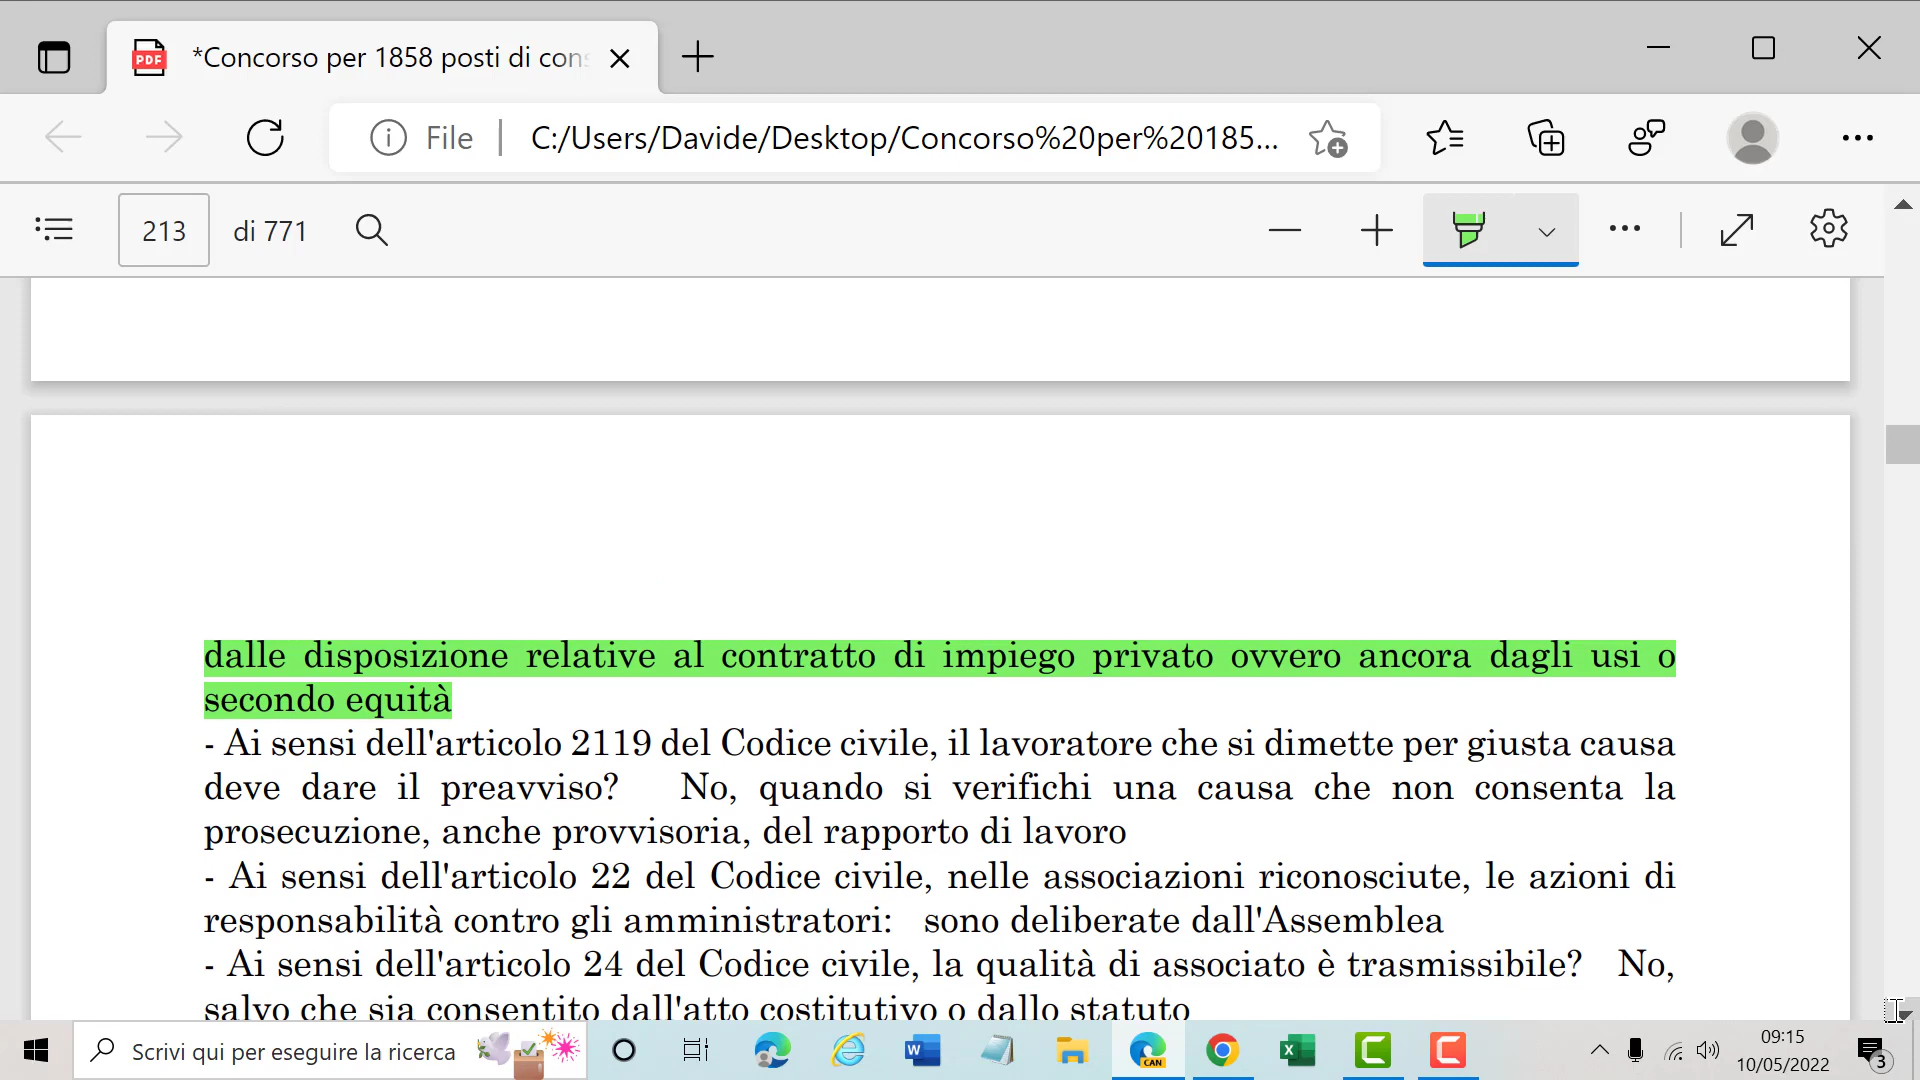 *Concorso per 1858 posti di cons
File
C:/Users/Davide/Desktop/Concorso%20per%20185...
213 di 771
dalle disposizione relative al contratto di impiego privato ovvero ancora dagli usi o
secondo equità
- Ai sensi dell'articolo 2119 del Codice civile, il lavoratore che si dimette per giusta causa
deve dare il preavviso? No, quando si verifichi una causa che non consenta la
prosecuzione, anche provvisoria, del rapporto di lavoro
- Ai sensi dell'articolo 22 del Codice civile, nelle associazioni riconosciute, le azioni di
responsabilità contro gli amministratori: sono deliberate dall'Assemblea
- Ai sensi dell'articolo 24 del Codice civile, la qualità di associato è trasmissibile? No,
salvo che sia consentito dall'atto costitutivo o dallo statuto
Scrivi qui per eseguire la ricerca
09:15
10/05/2022
3
PDF
W
CAN
X
C
C